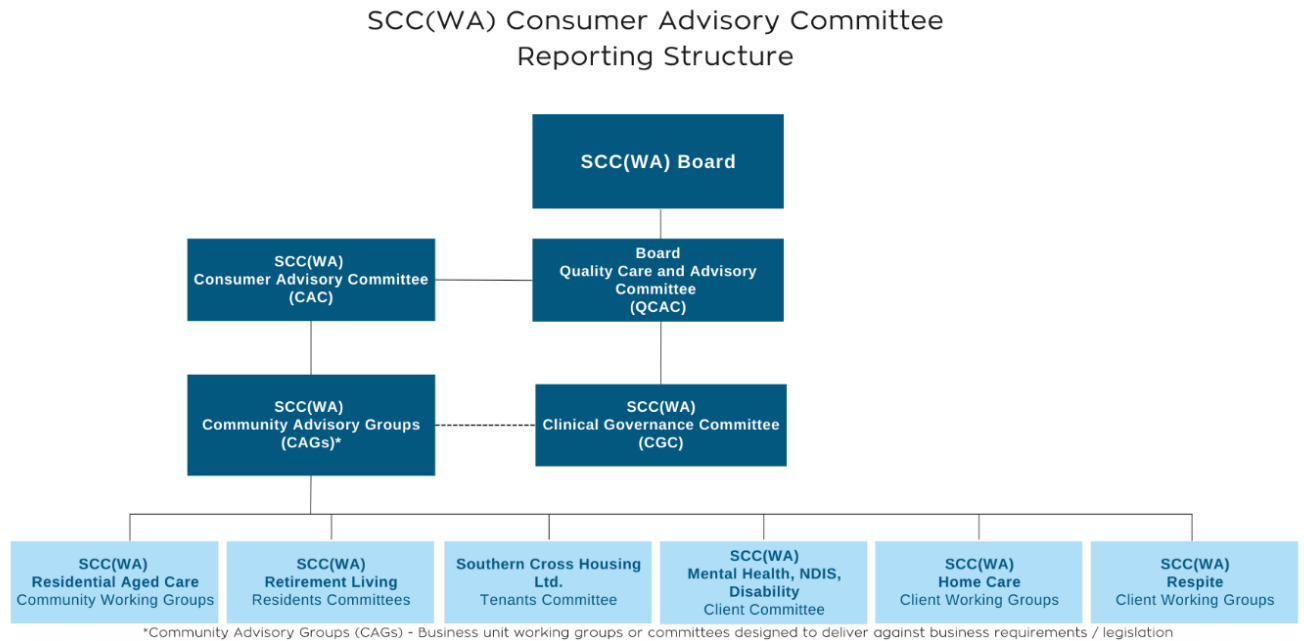 SCC(WA) Consumer Advisory Committee
Reporting Structure
SCC(WA) Board
SCC(WA)
Consumer Advisory Committee
(CAC)
Board
Quality Care and Advisory
Committee
(QCAC)
SCC(WA)
Community Advisory Groups
(CAGs)*
SCC(WA)
Clinical Governance Committee
(CGC)
SCC(WA)
Residential Aged Care
Community Working Groups
SCC(WA)
Retirement Living
Residents Committees
Southern Cross Housing
Ltd.
Tenants Committee
SCC(WA)
Mental Health, NDIS,
Disability
Client Committee
SCC(WA)
Home Care
Client Working Groups
SCC(WA)
Respite
Client Working Groups
*Community Advisory Groups (CAGs) - Business unit working groups or committees designed to deliver against business requirements / legislation